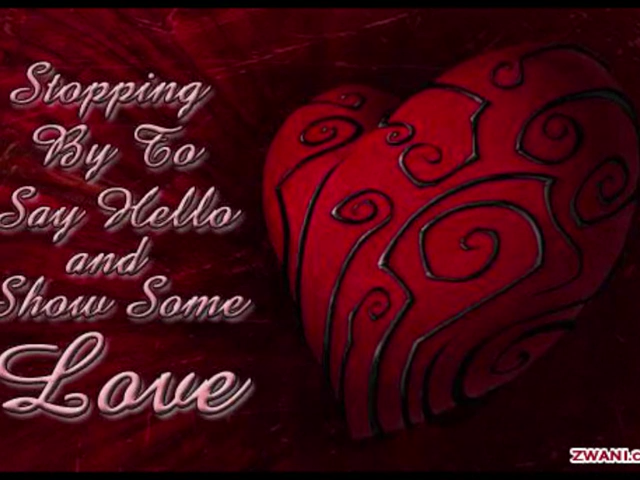 Stopping
By To
Say Hello
and
Show Some
Love
ZWANI.c